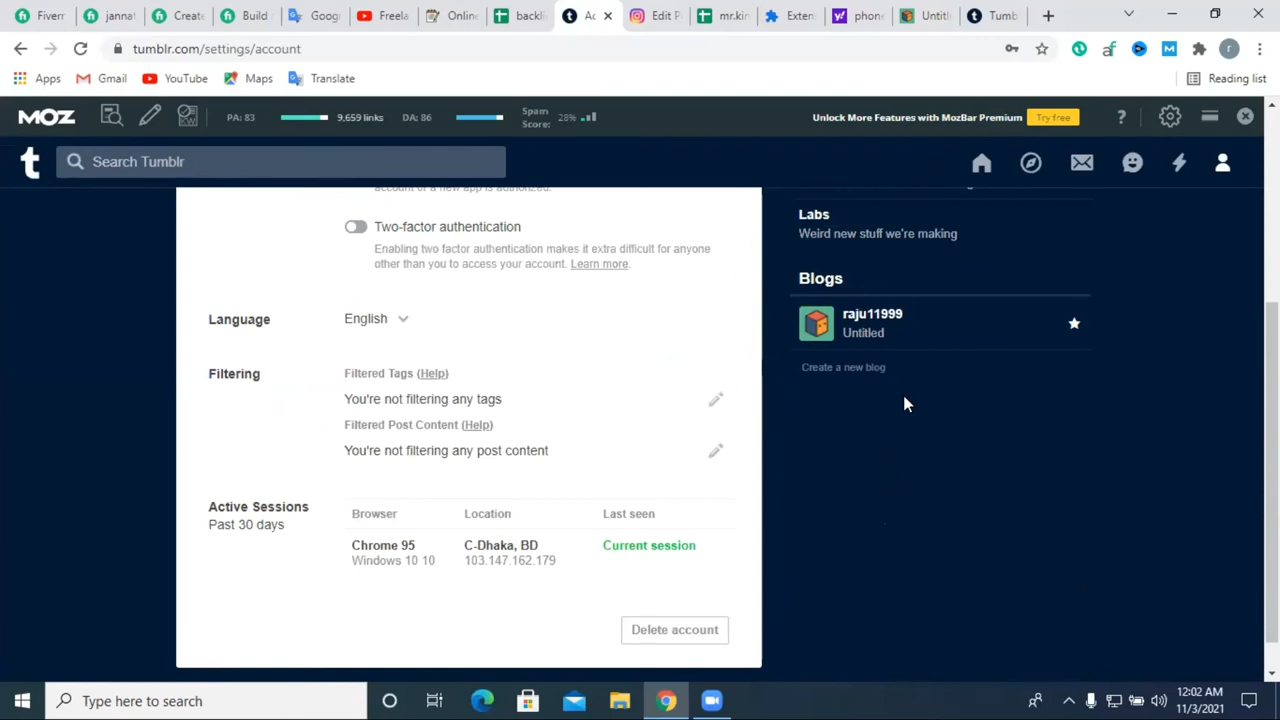 Fiverr
jannat
Create
Build
Goog
Freela
Online
backli
Ac
Edit P
mr.kin
Exten
phone
Untitl
Tumb
tumblr.com/settings/account
r
Apps
Gmail
YouTube
Maps
Translate
Reading list
MOZ
PA: 83
9,659 links
DA: 86
Spam
Score:
28%
Unlock More Features with MozBar Premium
Try free
?
t
Search Tumblr
Two-factor authentication
Enabling two factor authentication makes it extra difficult for anyone
other than you to access your account. Learn more.
Language
English
Filtering
Filtered Tags (Help)
You're not filtering any tags
Filtered Post Content (Help)
You're not filtering any post content
Active Sessions
Past 30 days
Browser
Location
Last seen
Chrome 95
C-Dhaka, BD
Current session
Windows 10 10
103.147.162.179
Delete account
Labs
Weird new stuff we're making
Blogs
raju11999
Untitled
Create a new blog
Type here to search
12:02 AM
11/3/2021